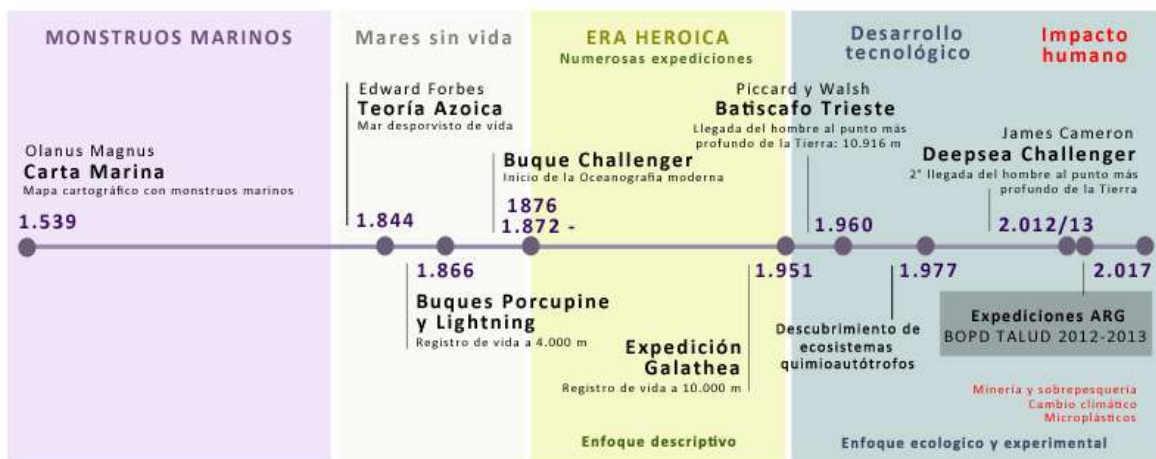 MONSTRUOS MARINOS
Mares sin vida
ERA HEROICA
Numerosas expediciones
Desarrollo
tecnológico
Impacto
humano
Olanus Magnus
Carta Marina
Mapa cartográfico con monstruos marinos
1.539
Edward Forbes
Teoría Azoica
Mar desporvisto de vida
1.844
1.866
Buques Porcupine
y Lightning
Registro de vida a 4.000 m
Buque Challenger
Inicio de la Oceanografia moderna
1876
1.872 -
1.951
Expedición
Galathea
Registro de vida a 10.000 m
Piccard y Walsh
Batiscafo Trieste
Llegada del hombre al punto más
profundo de la Tierra: 10.916 m
1.960
1.977
Descubrimiento de
ecosistemas
quimioautótrofos
James Cameron
Deepsea Challenger
2° llegada del hombre al punto más
profundo de la Tierra
2.012/13
2.017
Expediciones ARG
BOPD TALUD 2012-2013
Minería y sobrepesquería
Cambio climático
Microplásticos
Enfoque descriptivo
Enfoque ecologico y experimental